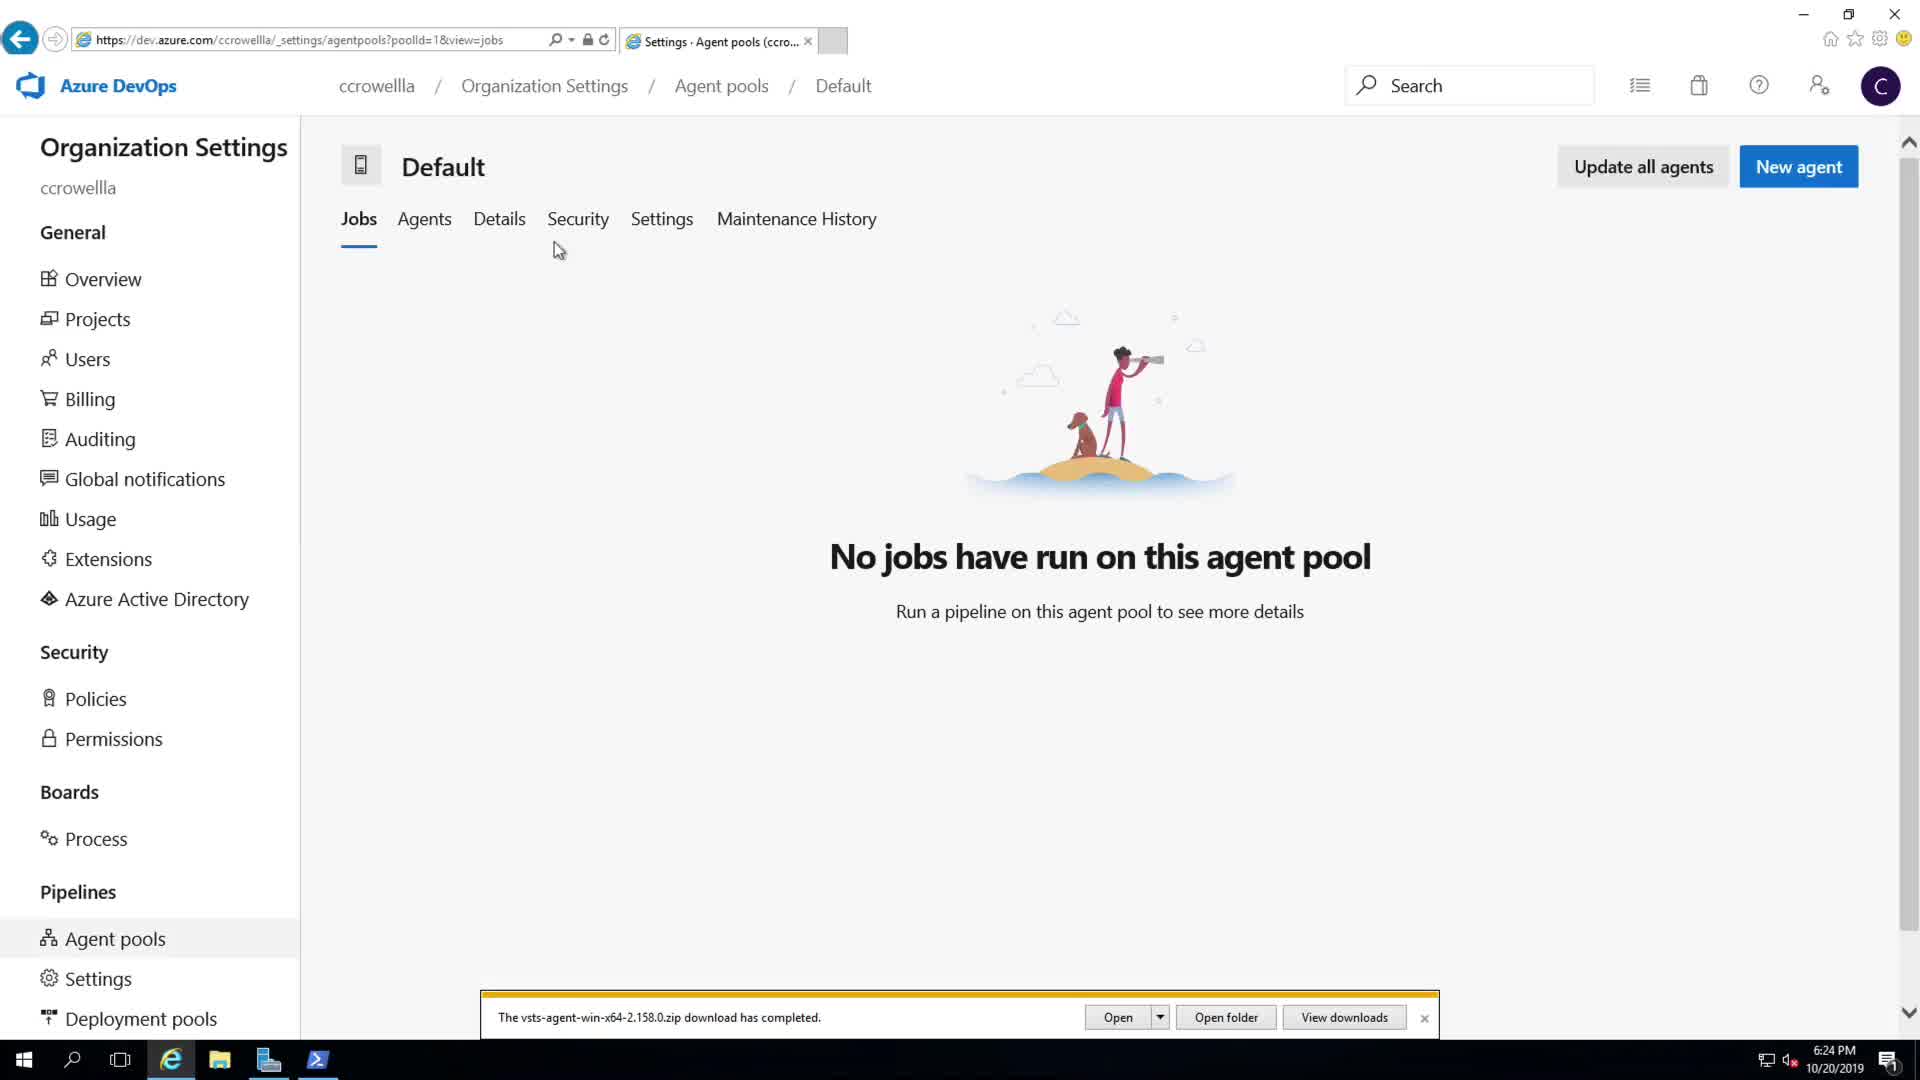 https://dev.azure.com/ccrowellla/_settings/agentpools?poolId=1&view=jobs
Settings - Agent pools (ccro...
Azure DevOps
ccrowellla / Organization Settings / Agent pools / Default
Search
C
Organization Settings
ccrowellla
General
Overview
Projects
Users
Billing
Auditing
Global notifications
Usage
Extensions
Azure Active Directory
Security
Policies
Permissions
Boards
Process
Pipelines
Agent pools
Settings
Deployment pools
Default
Update all agents
New agent
Jobs Agents Details Security Settings Maintenance History
No jobs have run on this agent pool
Run a pipeline on this agent pool to see more details
The vsts-agent-win-x64-2.158.0.zip download has completed.
Open
Open folder
View downloads
6:24 PM
10/20/2019
1